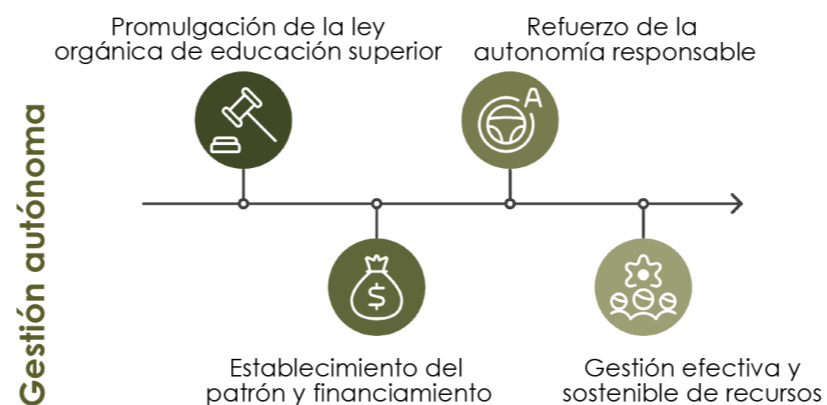 Promulgación de la ley
orgánica de educación superior
Refuerzo de la
autonomía responsable
Gestión autónoma
A
$
Establecimiento del
patrón y financiamiento
Gestión efectiva y
sostenible de recursos